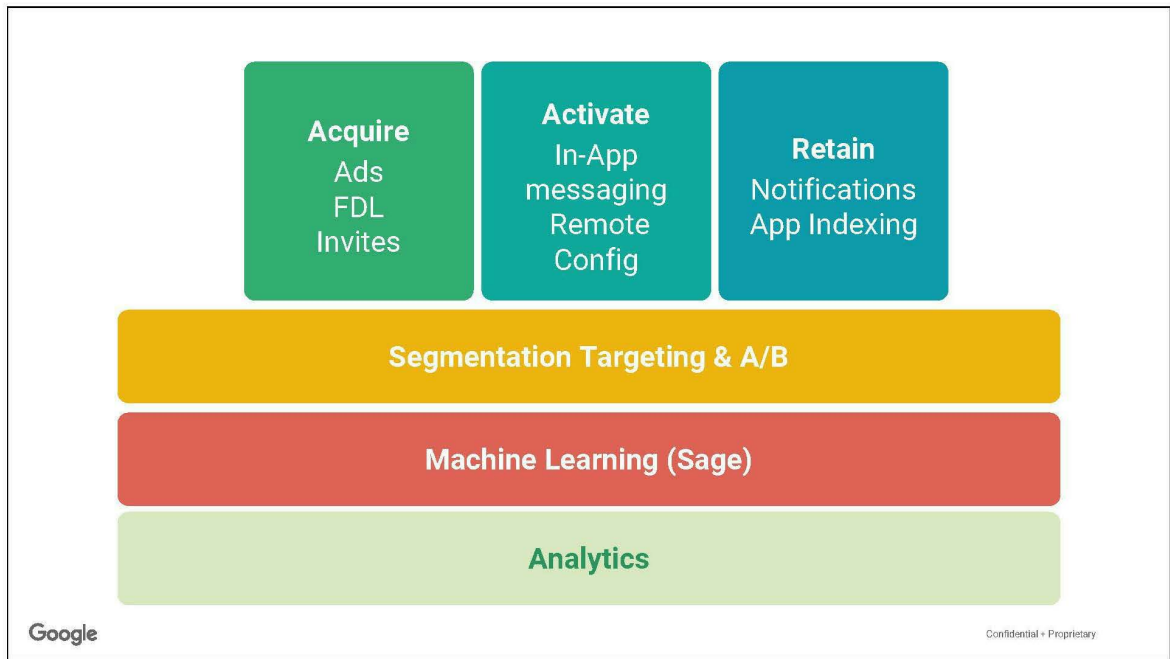 Acquire
Ads
FDL
Invites
Activate
In-App
messaging
Remote
Config
Retain
Notifications
App Indexing
Segmentation Targeting & A/B
Machine Learning (Sage)
Analytics
Google
Confidential + Proprietary